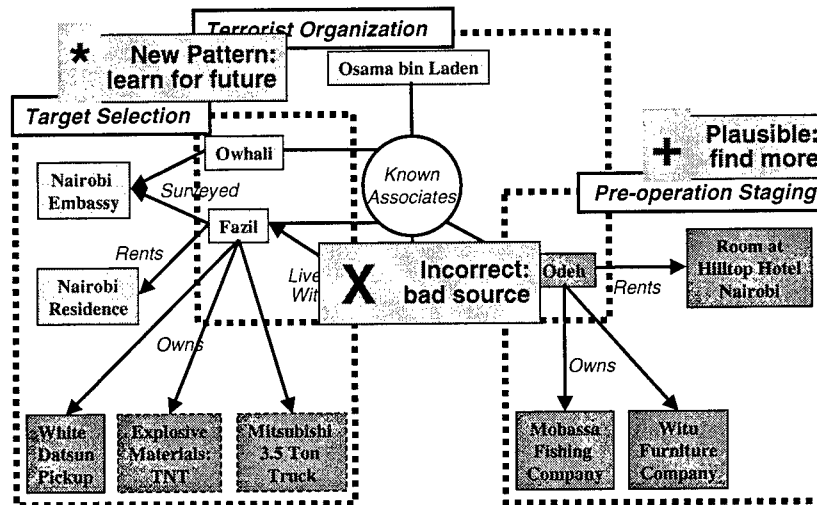 Terrorist Organization
* New Pattern:
learn for future
Osama bin Laden
Target Selection
+ Plausible:
find more
Owhali
Known
Associates
Nairobi
Embassy
Surveyed
Pre-operation Staging
Fazil
Rents
Nairobi
Residence
X Incorrect:
bad source
Odeh
Rents
Room at
Hilltop Hotel
Nairobi
Owns
Owns
White
Datsun
Pickup
Explosive
Materials:
TNT
Mitsubishi
3.5 Ton
Truck
Mobassa
Fishing
Company
Witu
Furniture
Company